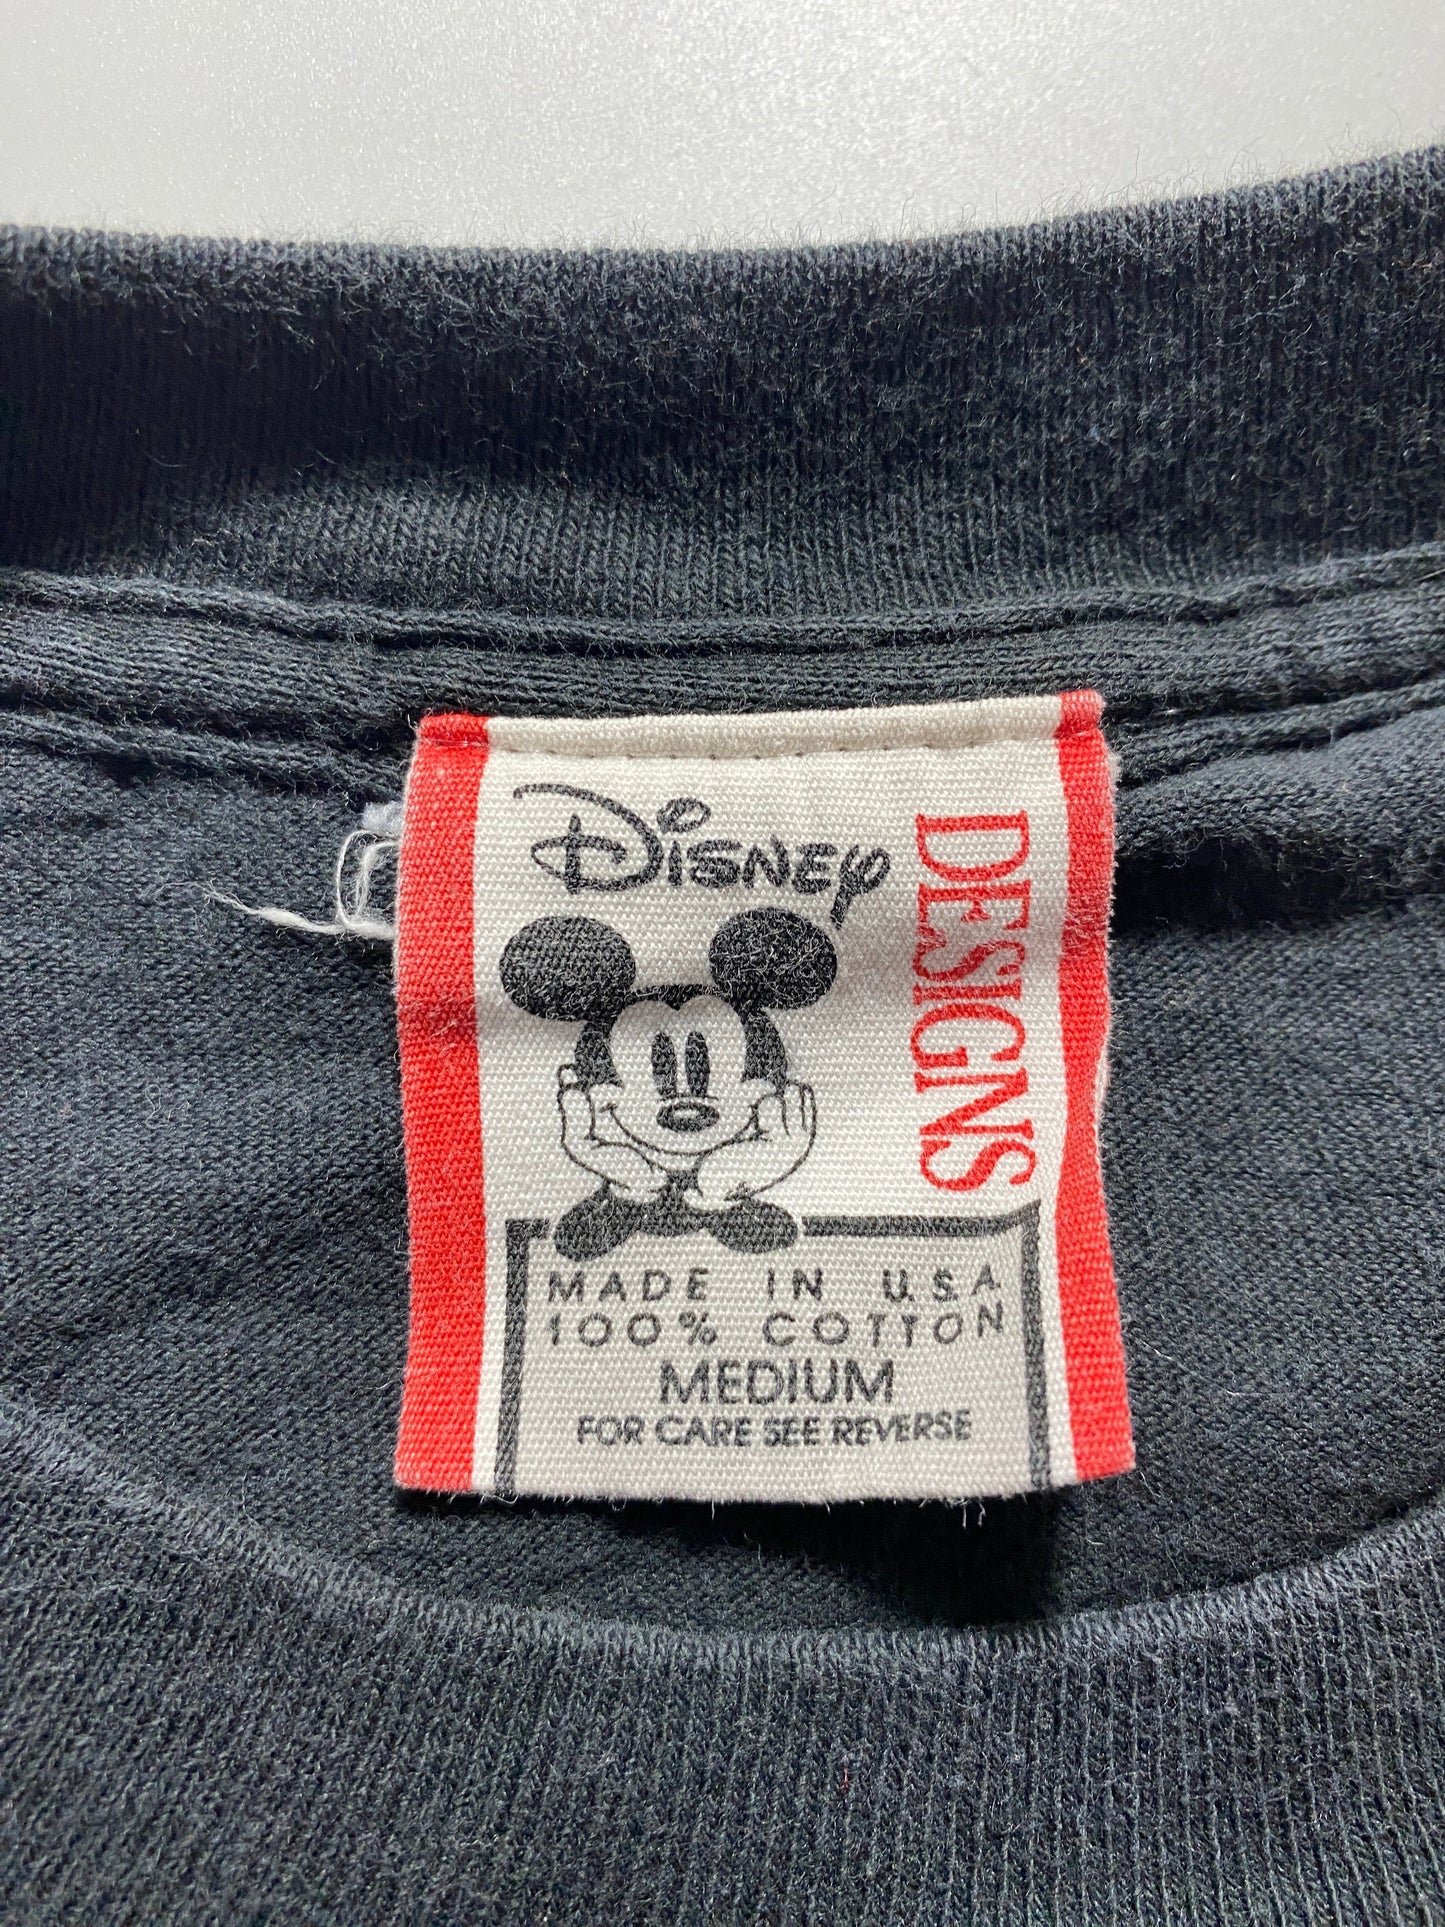 Disney
DESIGNS
MADE IN U.S.A
100% COTTON
MEDIUM
FOR CARE SEE REVERSE